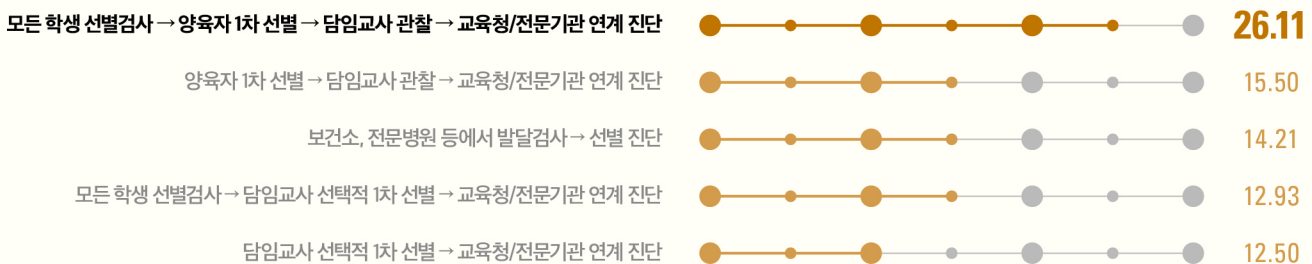 모든 학생 선별검사 → 양육자 1차 선별 → 담임교사 관찰 → 교육청/전문기관 연계 진단 26.11
양육자 1차 선별 → 담임교사 관찰 → 교육청/전문기관 연계 진단 15.50
보건소, 전문병원 등에서 발달검사 → 선별 진단 14.21
모든 학생 선별검사 → 담임교사 선택적 1차 선별 → 교육청/전문기관 연계 진단 12.93
담임교사 선택적 1차 선별 → 교육청/전문기관 연계 진단 12.50